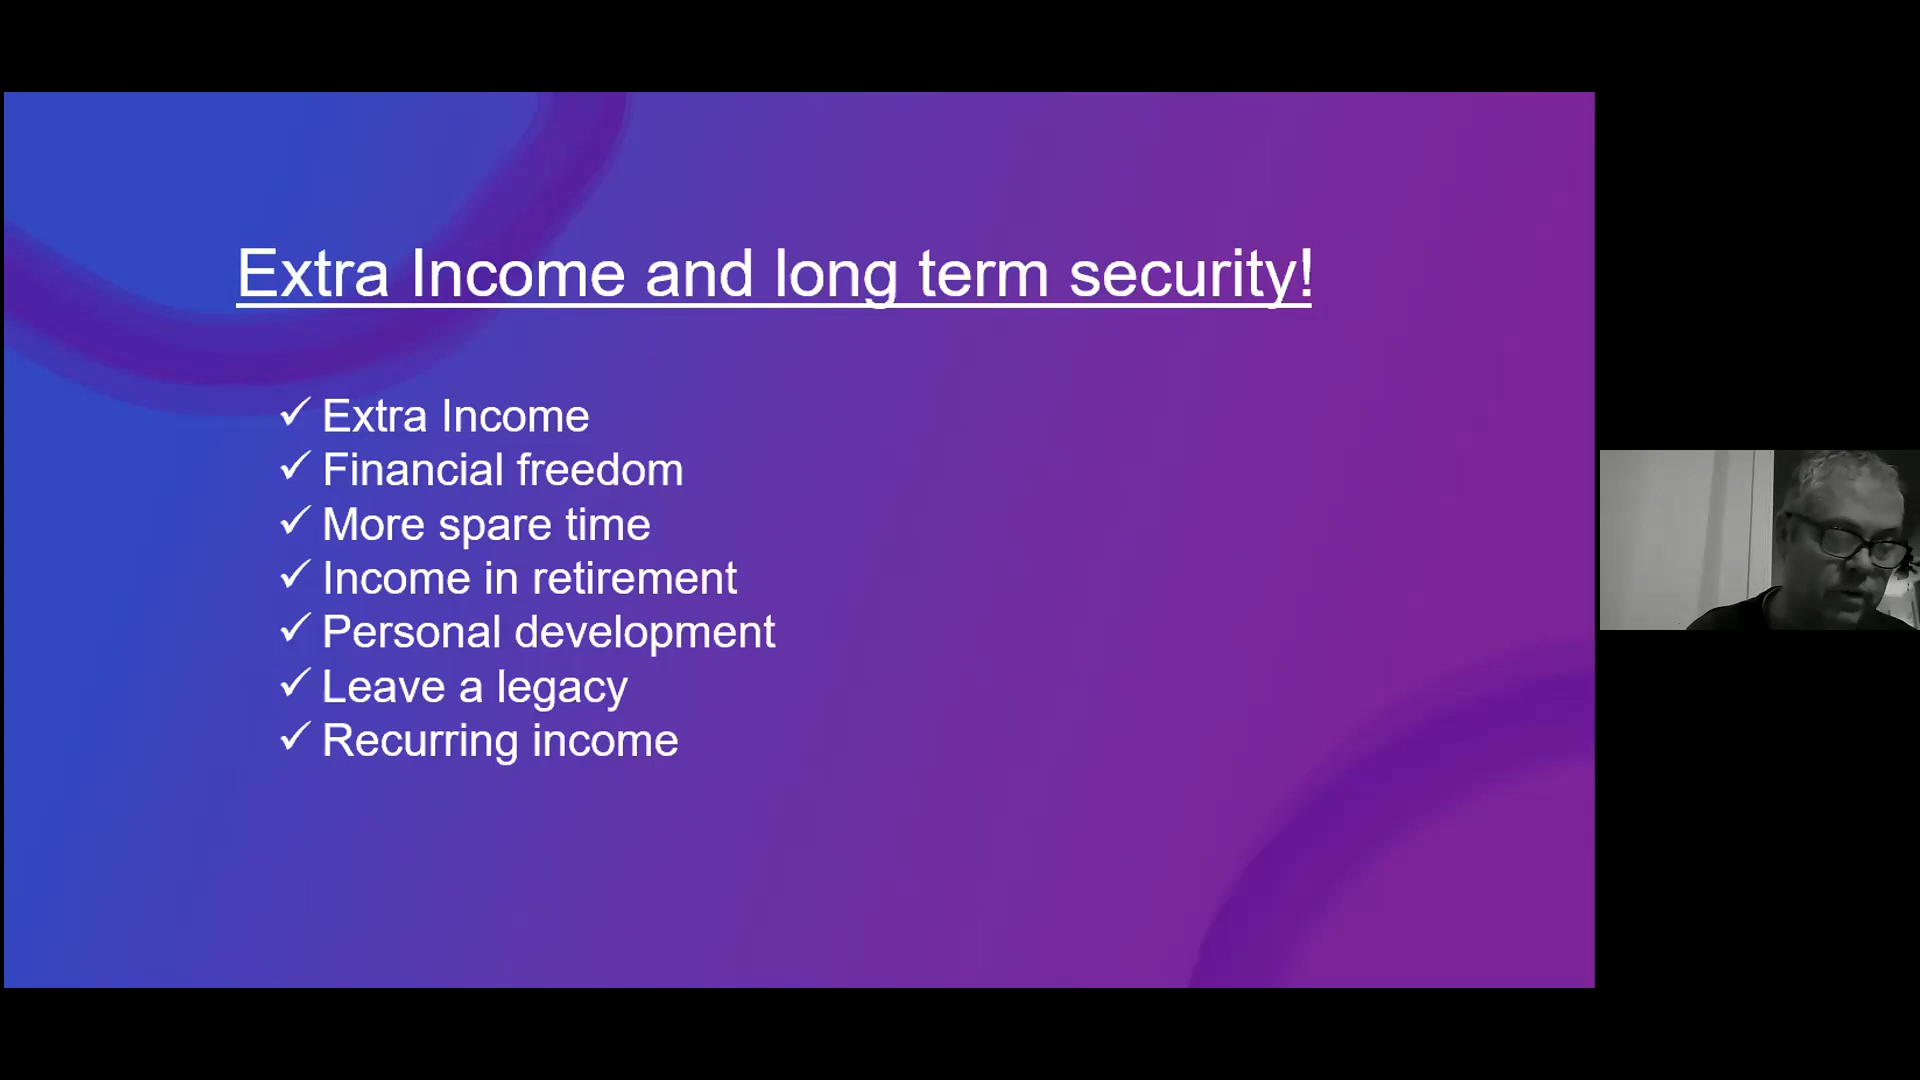 Extra Income and long term security!
✓ Extra Income
✓ Financial freedom
✓ More spare time
✓ Income in retirement
✓ Personal development
✓ Leave a legacy
✓ Recurring income